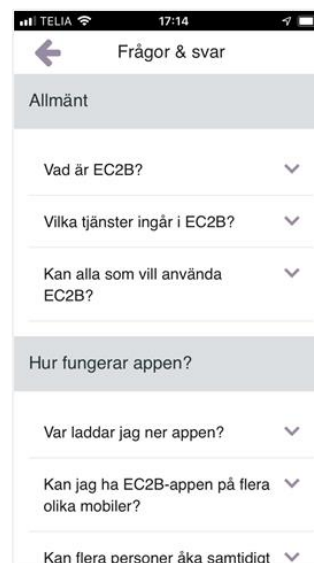 TELIA 17:14
Frågor & svar
Allmänt
Vad är EC2B?
Vilka tjänster ingår i EC2B?
Kan alla som vill använda
EC2B?
Hur fungerar appen?
Var laddar jag ner appen?
Kan jag ha EC2B-appen på flera
olika mobiler?
Kan flera personer åka samtidigt